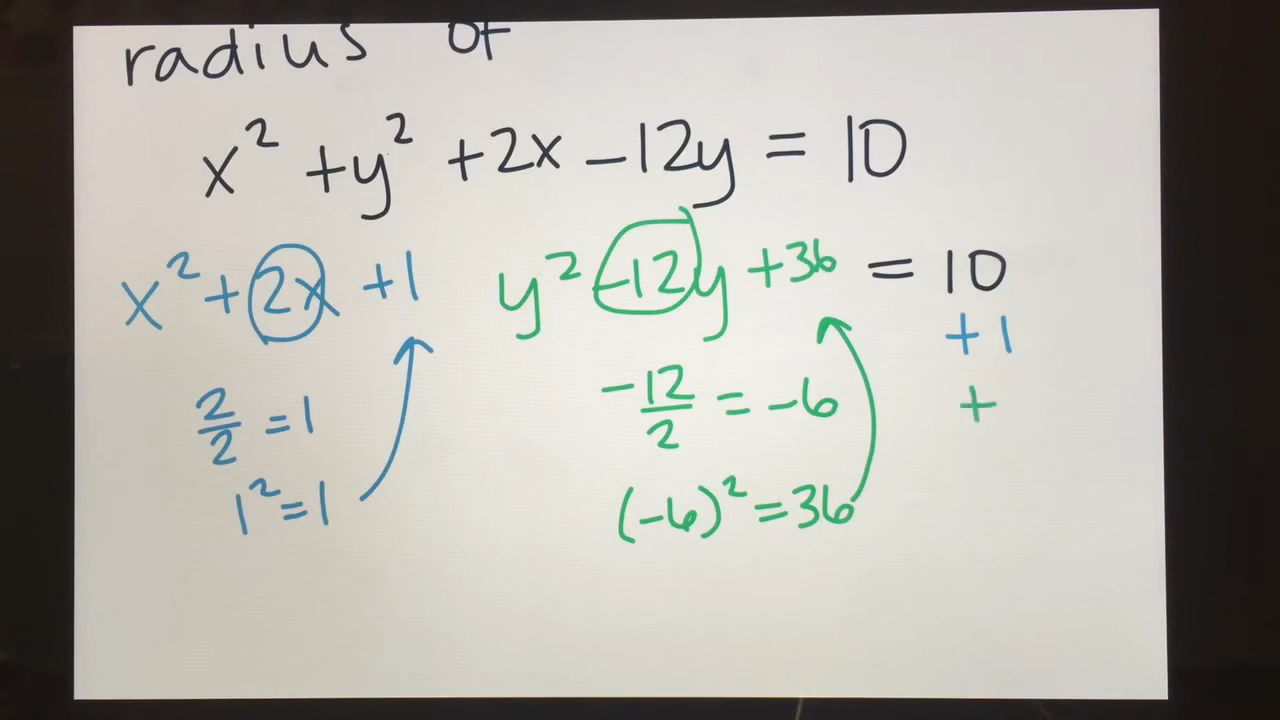 radius of
x² + y² + 2x - 12y = 10
x² + 2x + 1 y² - 12y + 36 = 10
+ 1
2/2 = 1 -12/2 = -6 +
1² = 1 (-6)² = 36